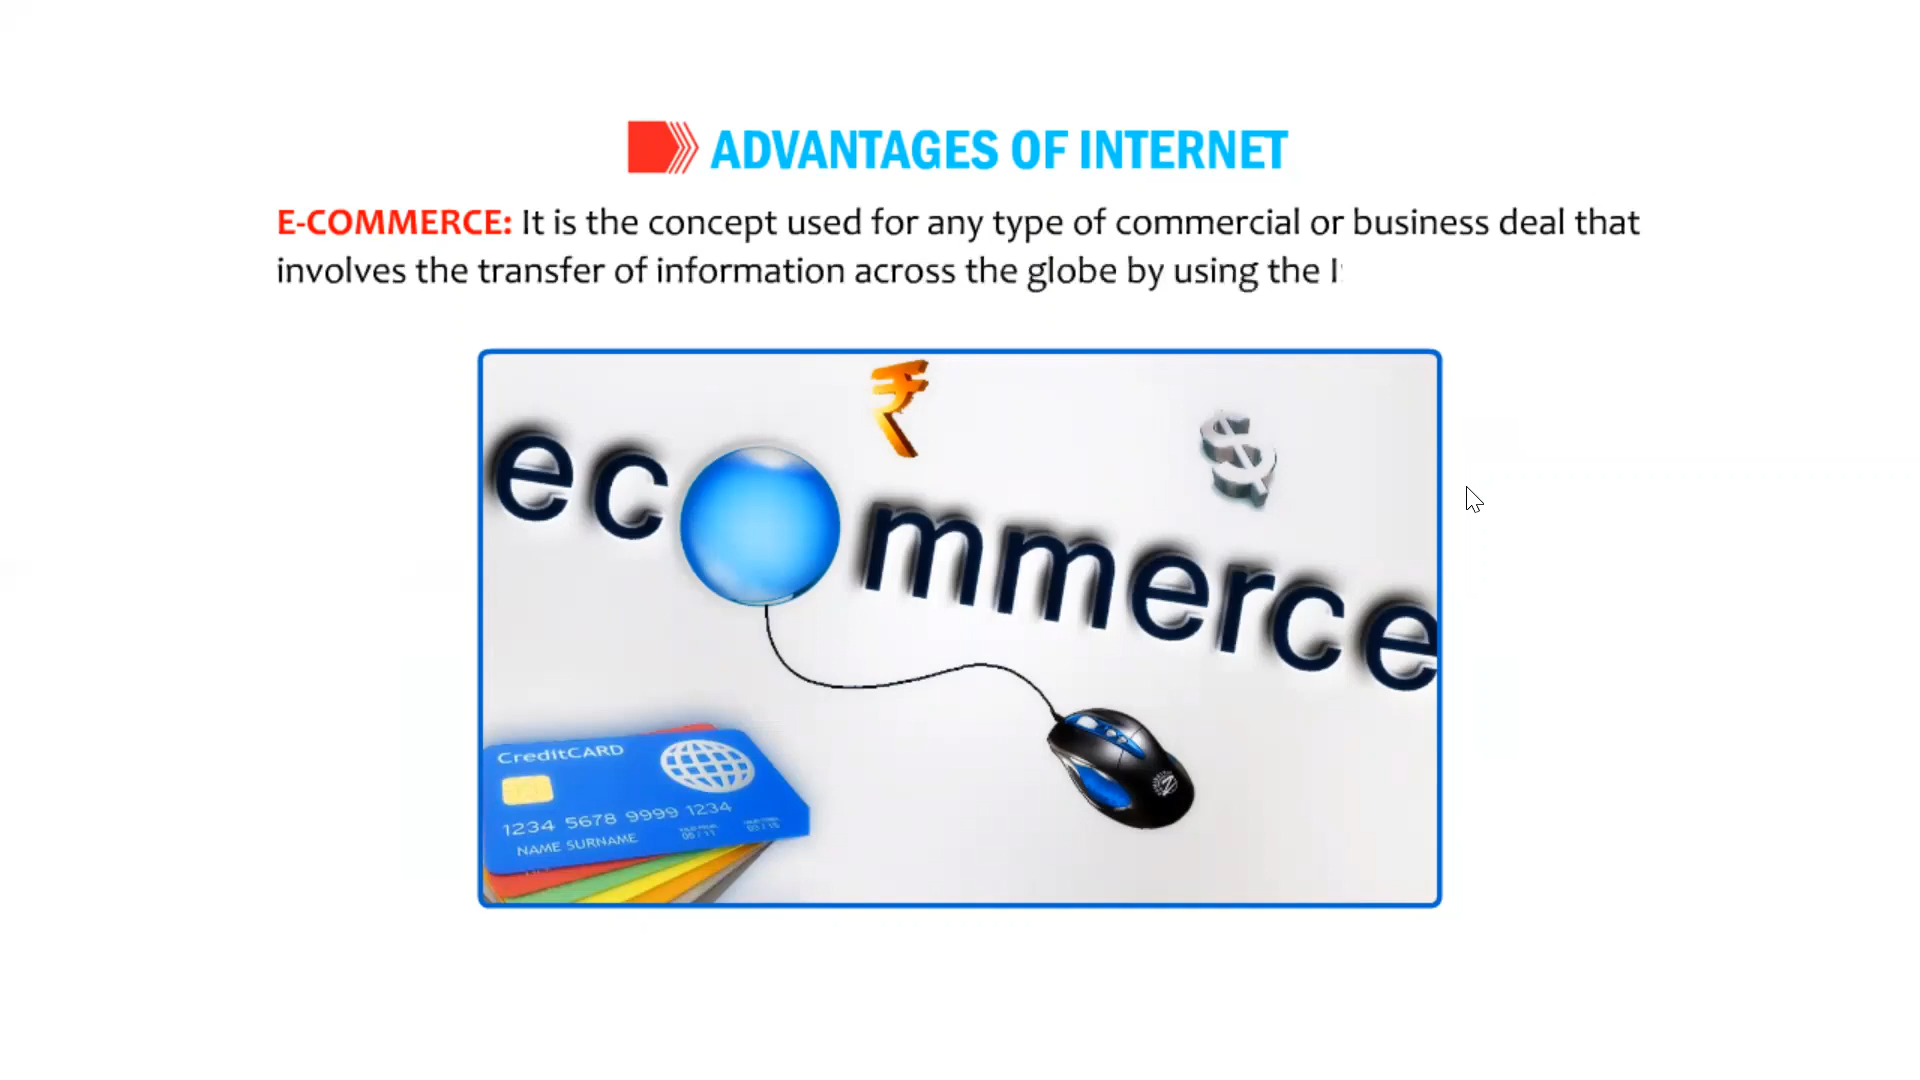 ADVANTAGES OF INTERNET
E-COMMERCE: It is the concept used for any type of commercial or business deal that
involves the transfer of information across the globe by using the I
₹
$
ecommerce
CreditCARD
1234 5678 9999 1234
NAME SURNAME